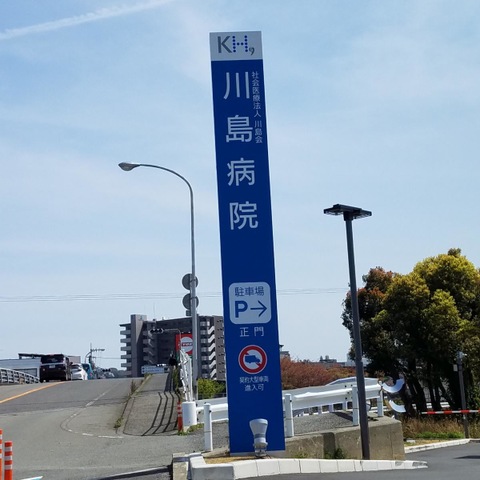 KH
川島病院
社会医療法人 川島会
駐車場
P→
正門
契約大型車両
進入可